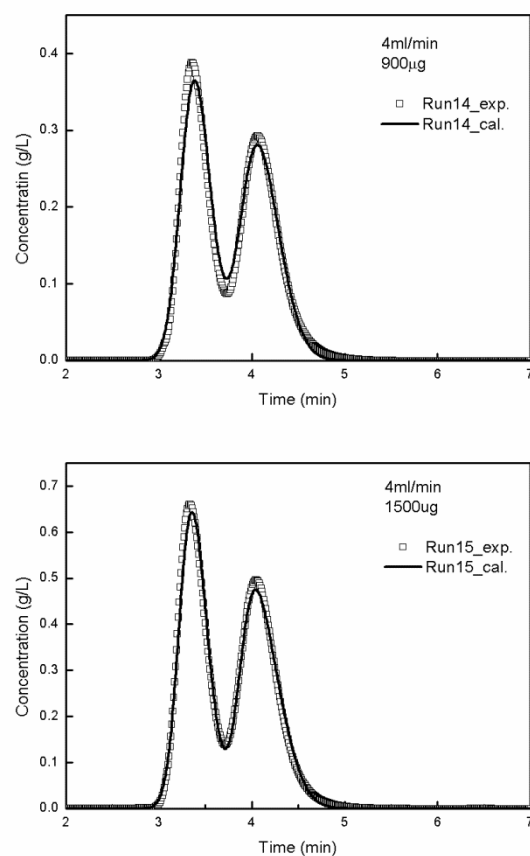 4ml/min
900μg
Run14_exp.
Run14_cal.
0.4
0.3
0.2
0.1
0.0
Concentratin (g/L)
2 3 4 5 6 7
Time (min)
4ml/min
1500ug
Run15_exp.
Run15_cal.
0.7
0.6
0.5
0.4
0.3
0.2
0.1
0.0
Concentration (g/L)
2 3 4 5 6 7
Time (min)